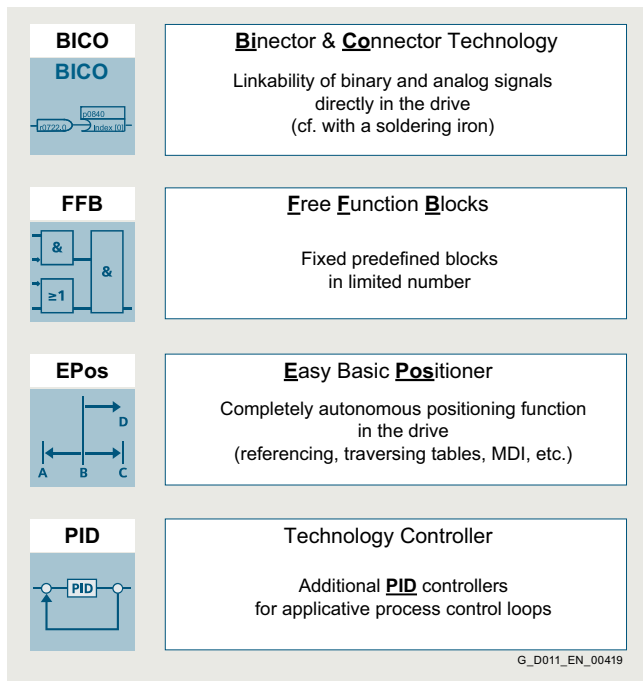 BICO
Binector & Connector Technology
BICO
p0840
r0722.0
Index [0]
Linkability of binary and analog signals
directly in the drive
(cf. with a soldering iron)
FFB
Free Function Blocks
&
&
≥1
Fixed predefined blocks
in limited number
EPos
Easy Basic Positioner
D
A B C
Completely autonomous positioning function
in the drive
(referencing, traversing tables, MDI, etc.)
PID
Technology Controller
PID
Additional PID controllers
for applicative process control loops
G_D011_EN_00419